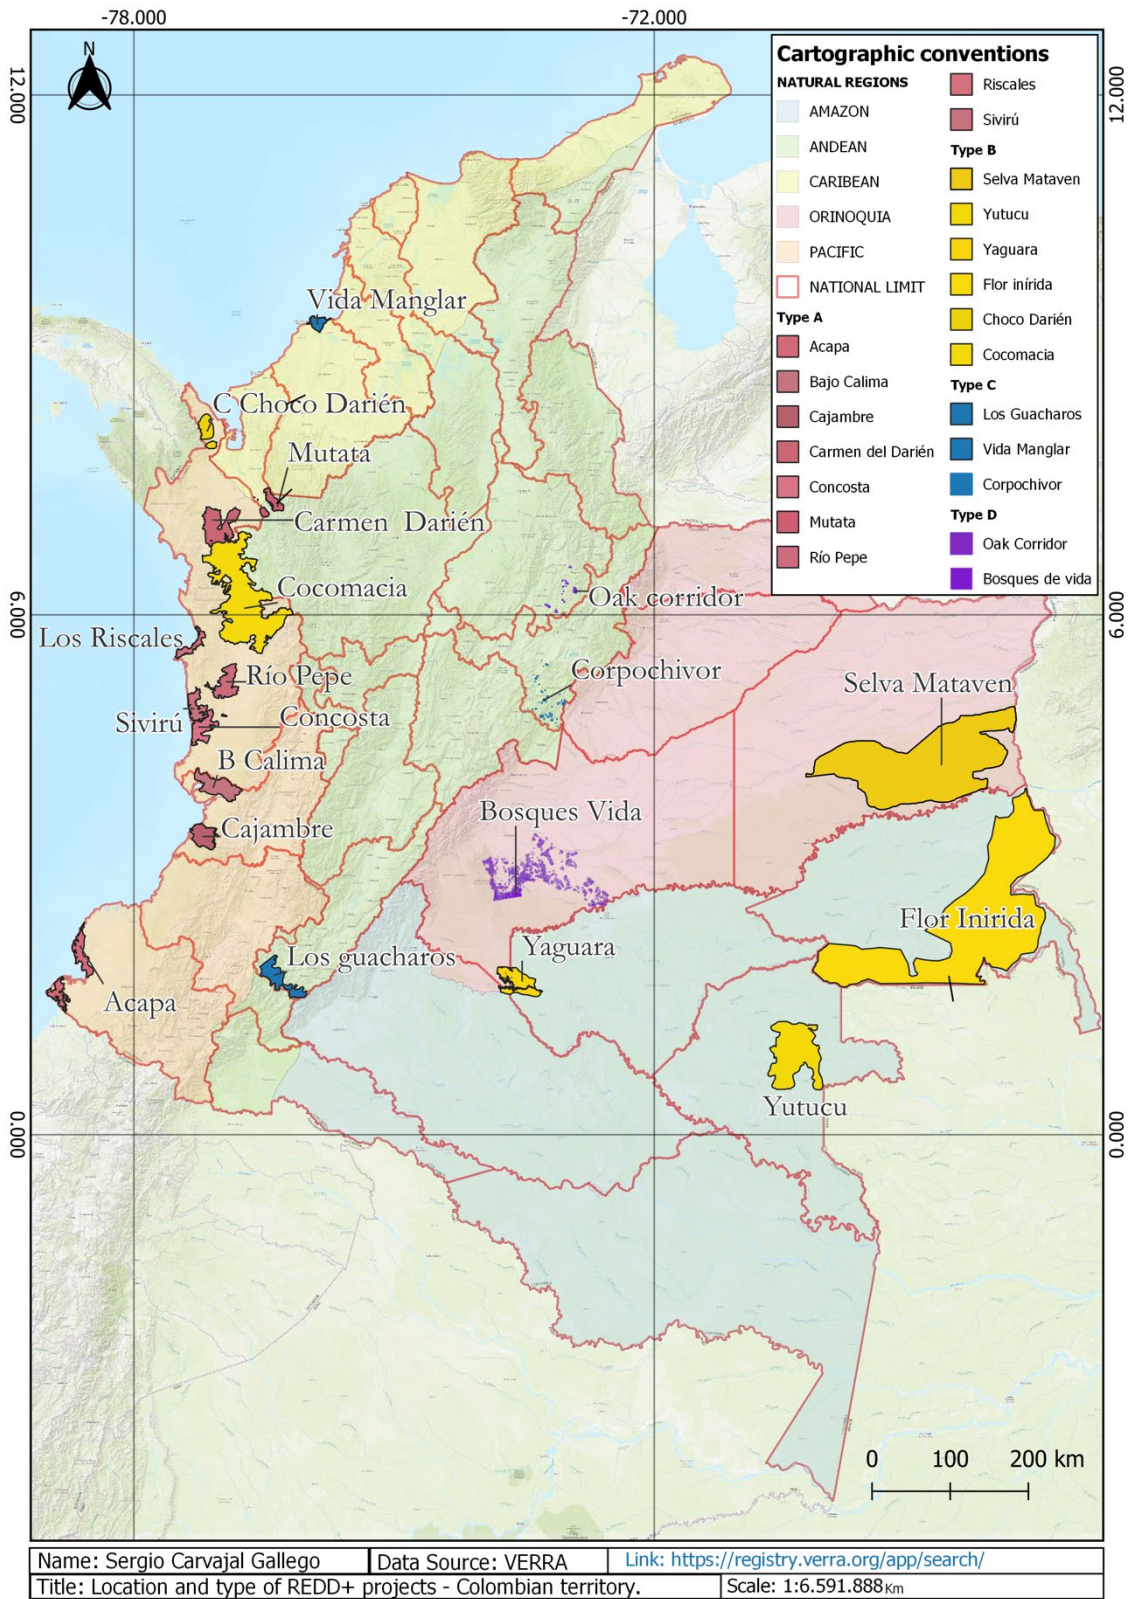 -78.000
-72.000
12.000
12.000
N
Cartographic conventions
NATURAL REGIONS
AMAZON
ANDEAN
CARIBEAN
ORINOQUIA
PACIFIC
NATIONAL LIMIT
Type A
Acapa
Bajo Calima
Cajambre
Carmen del Darién
Concosta
Mutata
Río Pepe
Riscales
Sivirú
Type B
Selva Mataven
Yutucu
Yaguara
Flor inírida
Choco Darién
Cocomacia
Type C
Los Guacharos
Vida Manglar
Corpochivor
Type D
Oak Corridor
Bosques de vida
Vida Manglar
C Choco Darién
Mutata
Carmen Darién
Cocomacia
Oak corridor
6.000
6.000
Los Riscales
Río Pepe
Corpochivor
Selva Mataven
Sivirú
Concosta
B Calima
Bosques Vida
Cajambre
Flor Inirida
Los guacharos
Yaguara
Acapa
Yutucu
0.000
0.000
0 100 200 km
Name: Sergio Carvajal Gallego
Data Source: VERRA
Link: https://registry.verra.org/app/search/
Title: Location and type of REDD+ projects - Colombian territory.
Scale: 1:6.591.888 Km